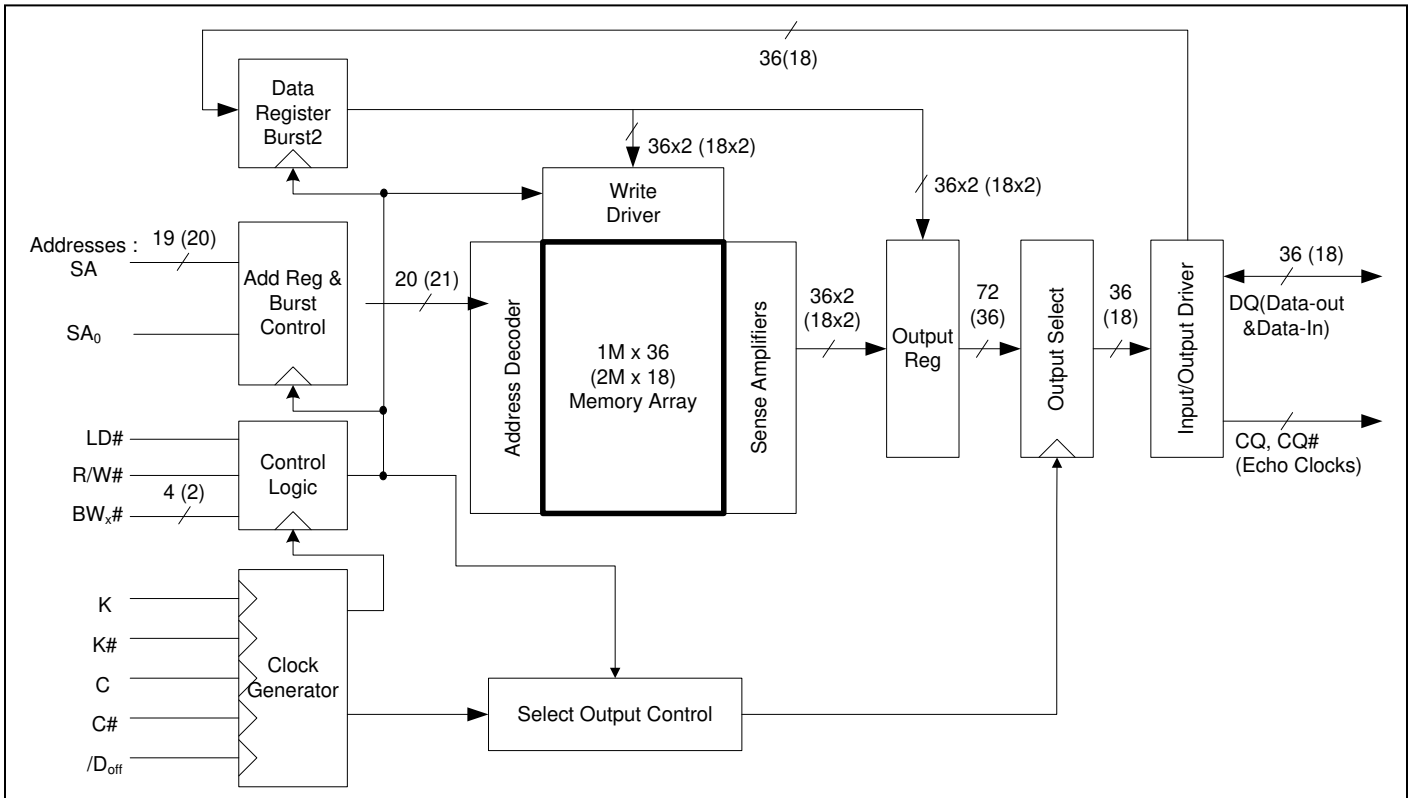 36(18)
Data
Register
Burst2
36x2 (18x2)
36x2 (18x2)
Write
Driver
Addresses :
SA
19 (20)
SA0
Add Reg &
Burst
Control
20 (21)
Address Decoder
1M x 36
(2M x 18)
Memory Array
Sense Amplifiers
36x2
(18x2)
Output
Reg
72
(36)
Output Select
36
(18)
Input/Output Driver
36 (18)
DQ(Data-out
&Data-In)
CQ, CQ#
(Echo Clocks)
LD#
R/W#
4 (2)
BWx#
Control
Logic
K
K#
C
C#
/Doff
Clock
Generator
Select Output Control